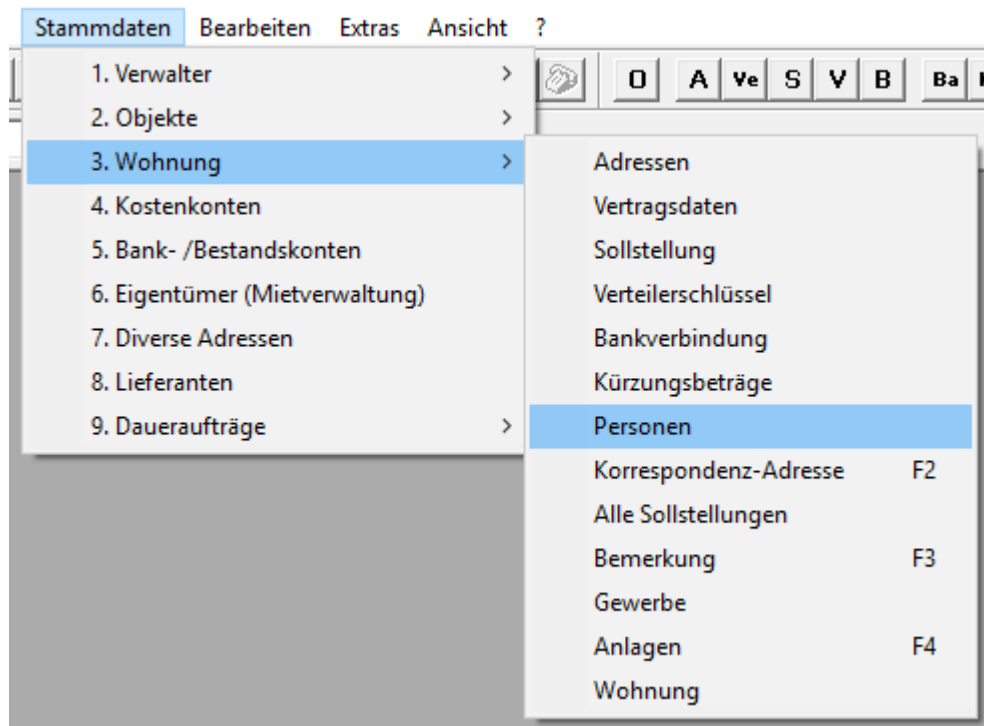 Stammdaten Bearbeiten Extras Ansicht ?
O A Ve S V B Ba
1. Verwalter
2. Objekte
3. Wohnung
4. Kostenkonten
5. Bank- /Bestandskonten
6. Eigentümer (Mietverwaltung)
7. Diverse Adressen
8. Lieferanten
9. Daueraufträge
Adressen
Vertragsdaten
Sollstellung
Verteilerschlüssel
Bankverbindung
Kürzungsbeträge
Personen
Korrespondenz-Adresse F2
Alle Sollstellungen
Bemerkung F3
Gewerbe
Anlagen F4
Wohnung